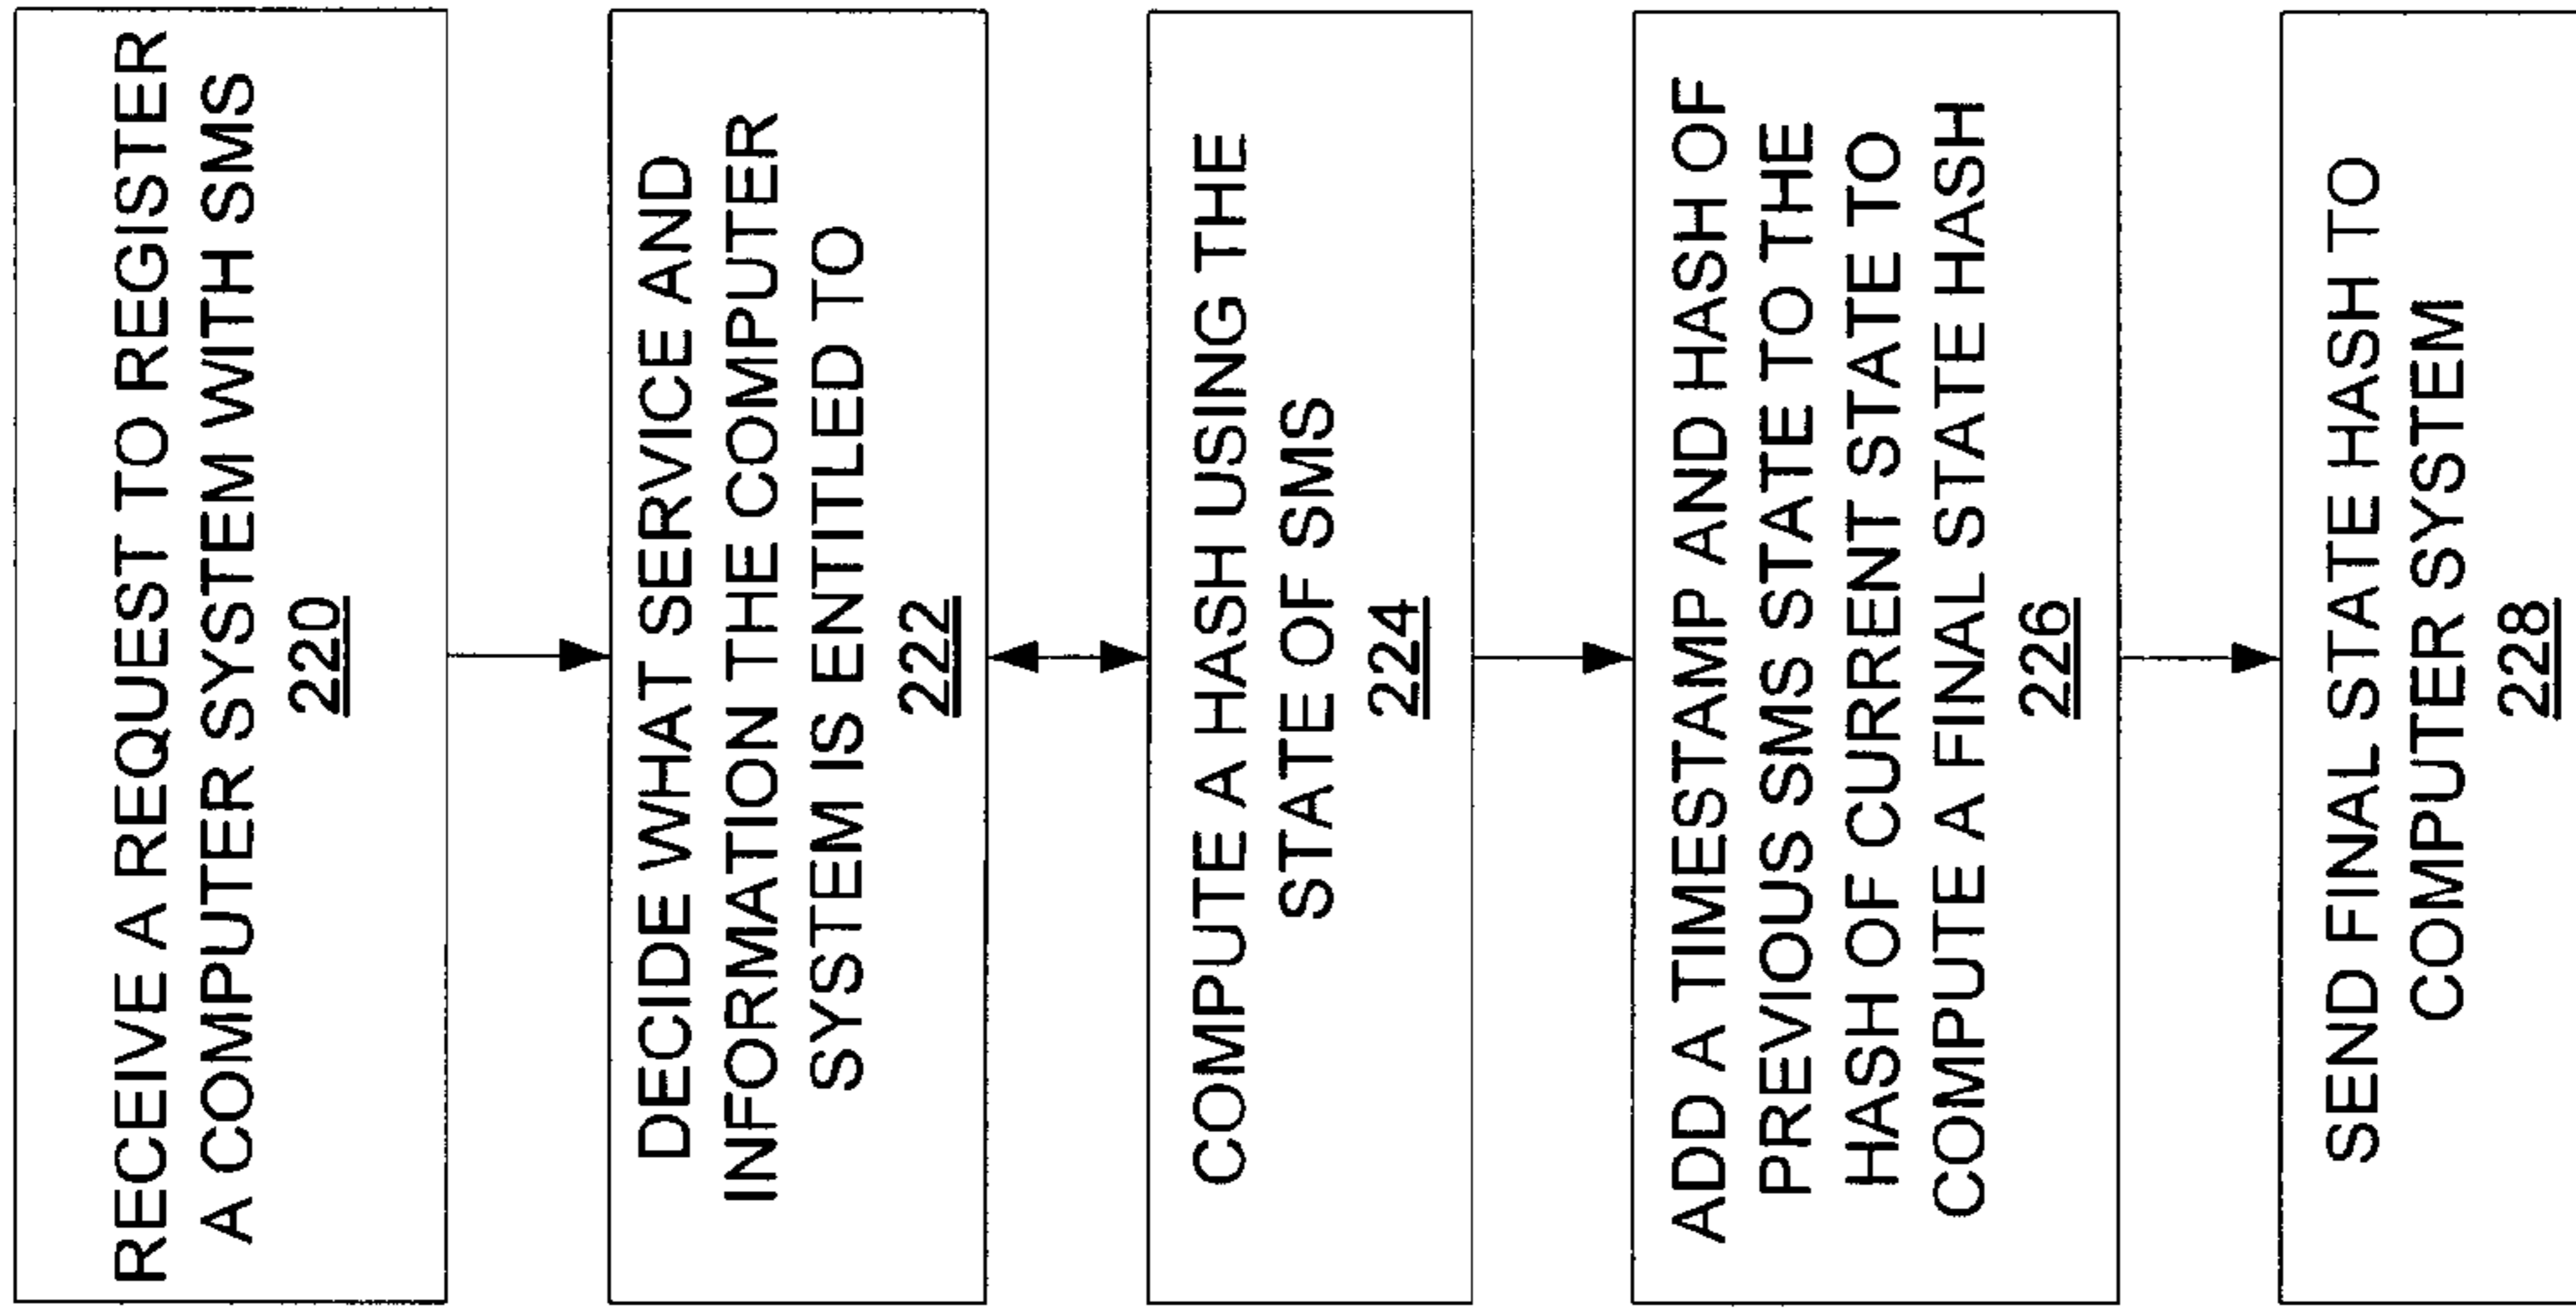 RECEIVE A REQUEST TO REGISTER
A COMPUTER SYSTEM WITH SMS
220
DECIDE WHAT SERVICE AND
INFORMATION THE COMPUTER
SYSTEM IS ENTITLED TO
222
COMPUTE A HASH USING THE
STATE OF SMS
224
ADD A TIMESTAMP AND HASH OF
PREVIOUS SMS STATE TO THE
HASH OF CURRENT STATE TO
COMPUTE A FINAL STATE HASH
226
SEND FINAL STATE HASH TO
COMPUTER SYSTEM
228